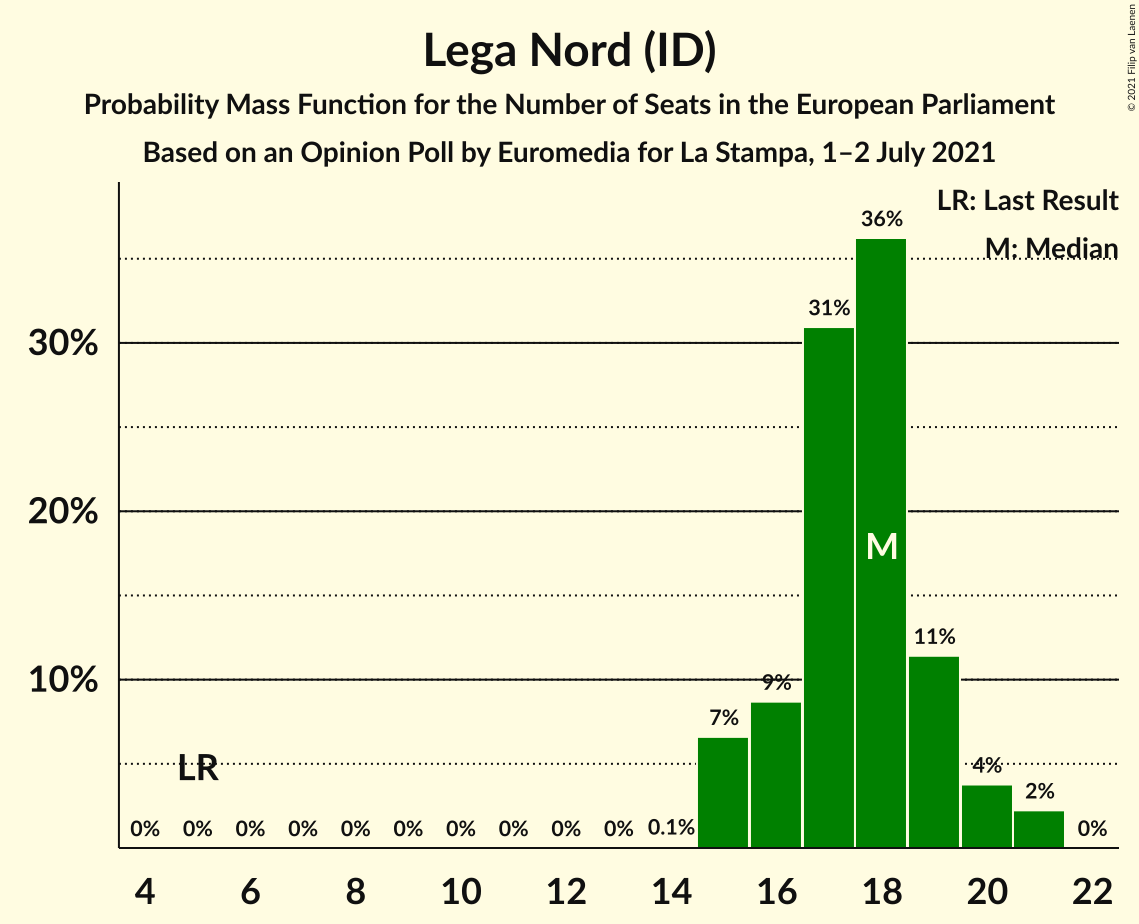 Lega Nord (ID)
Probability Mass Function for the Number of Seats in the European Parliament
Based on an Opinion Poll by Euromedia for La Stampa, 1–2 July 2021
© 2021 Filip van Laenen
LR: Last Result
M: Median
36%
31%
30%
20%
M
11%
10%
9%
7%
LR
4%
2%
0% 0% 0% 0% 0% 0% 0% 0% 0% 0% 0.1% 0%
4 6 8 10 12 14 16 18 20 22